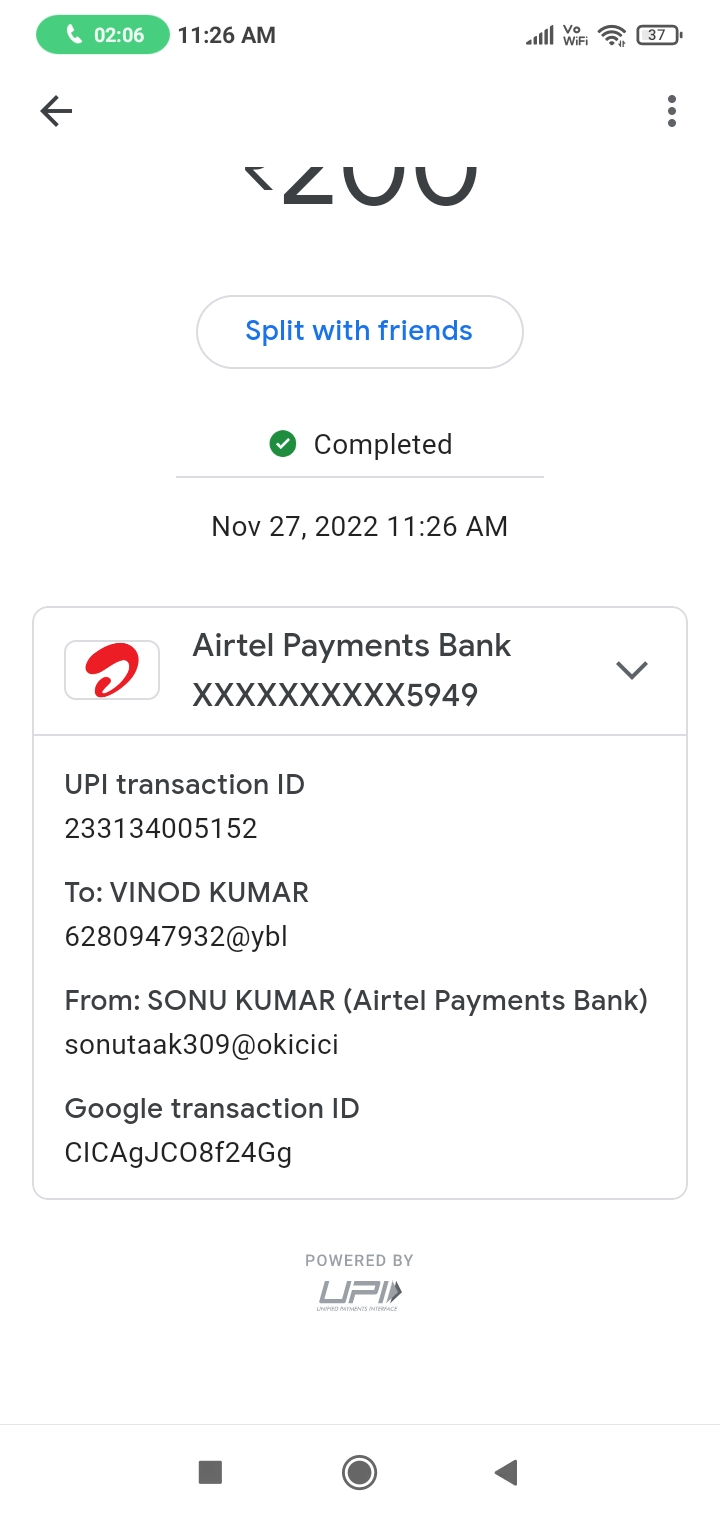 02:06 11:26 AM Vo WiFi 37
₹200
Split with friends
Completed
Nov 27, 2022 11:26 AM
Airtel Payments Bank
XXXXXXXXXX5949
UPI transaction ID
233134005152
To: VINOD KUMAR
6280947932@ybl
From: SONU KUMAR (Airtel Payments Bank)
sonutaak309@okicici
Google transaction ID
CICAgJCO8f24Gg
POWERED BY
UPI
UNIFIED PAYMENTS INTERFACE